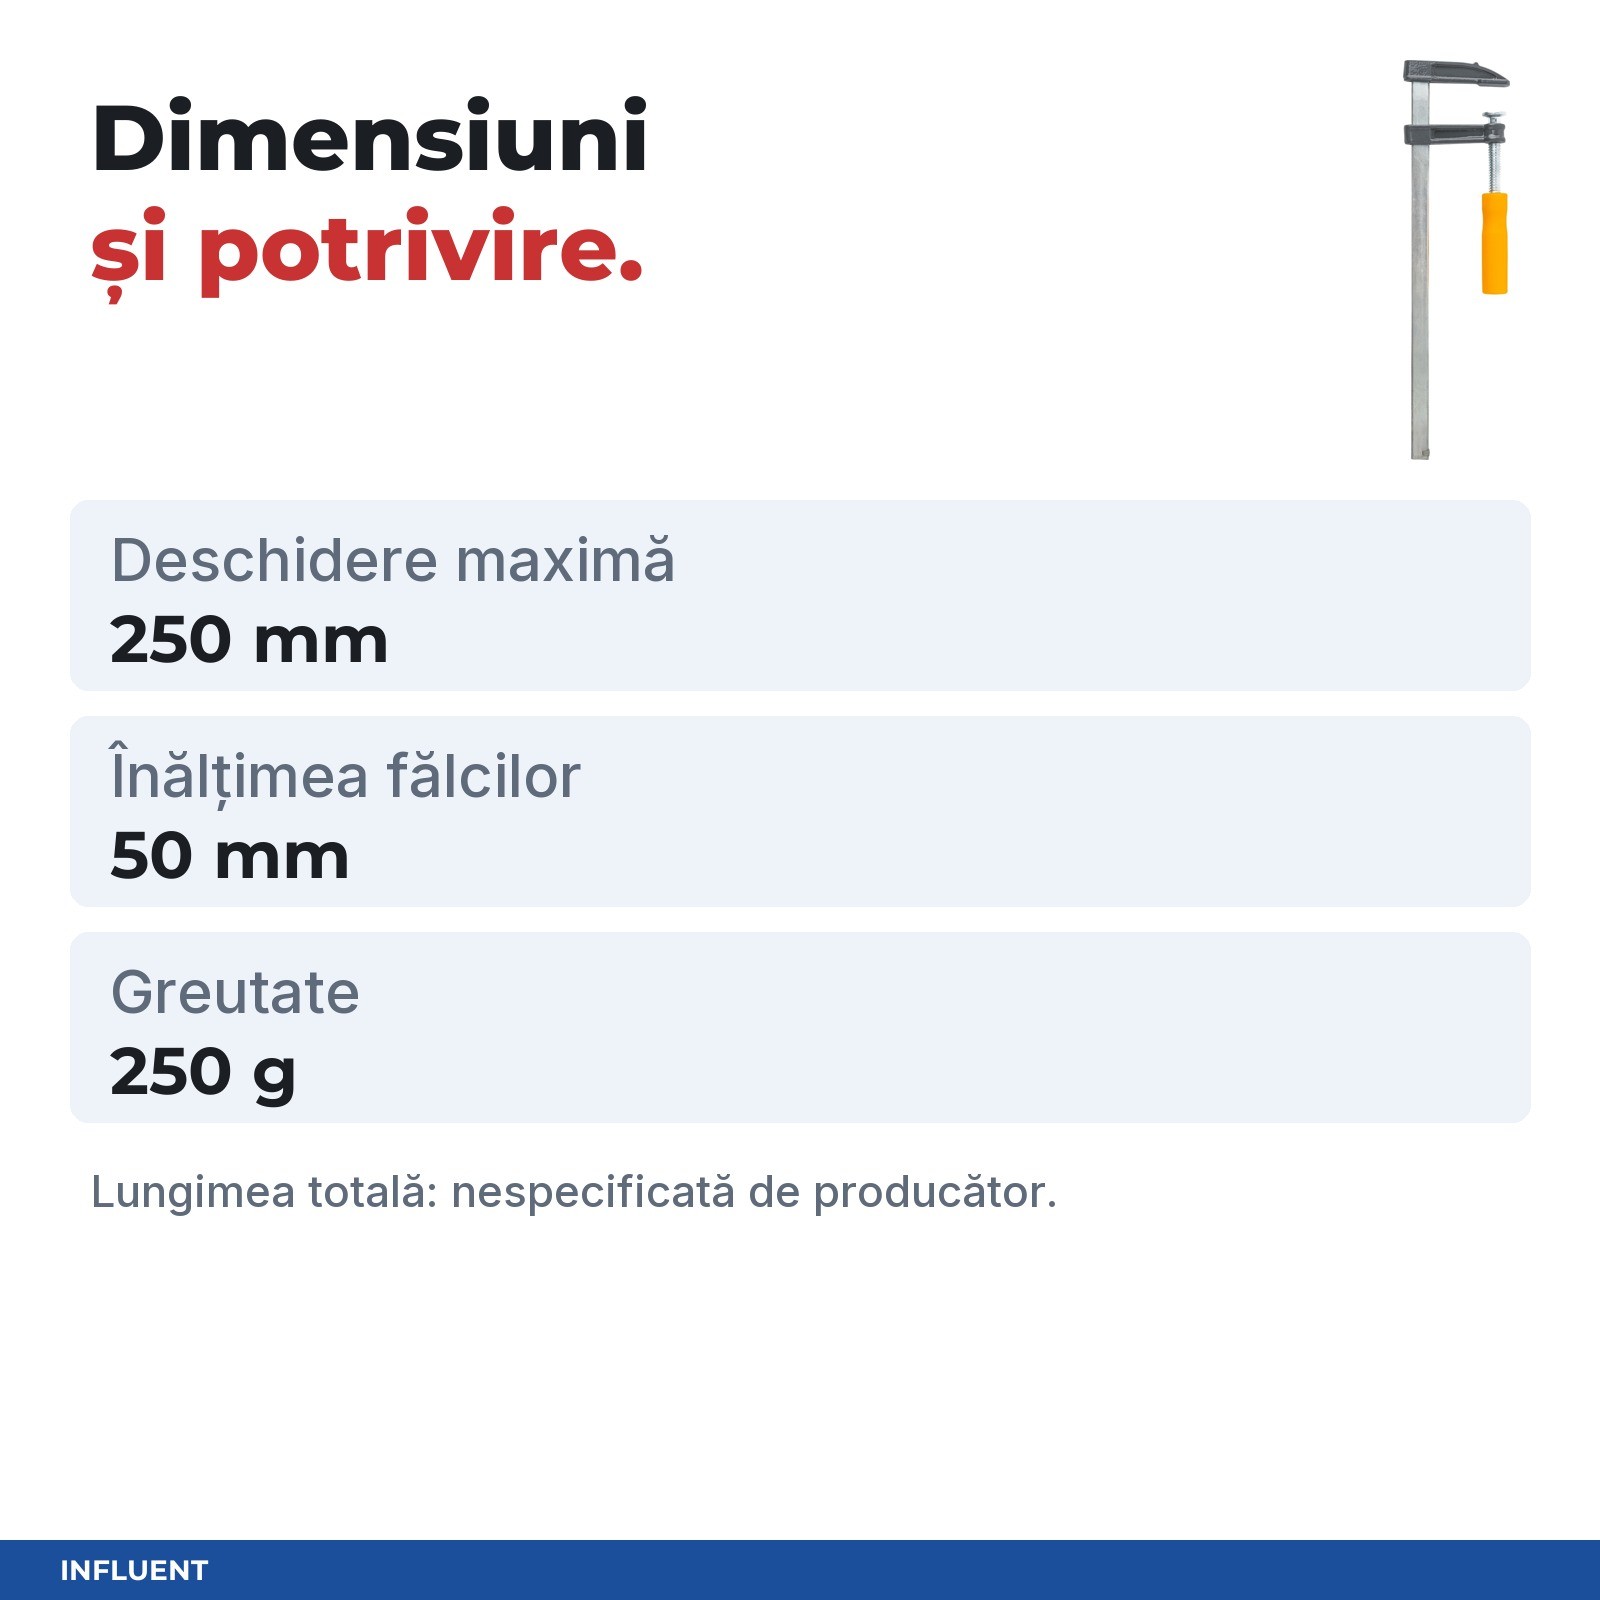 Dimensiuni
și potrivire.
Deschidere maximă
250 mm
Înălțimea fălcilor
50 mm
Greutate
250 g
Lungimea totală: nespecificată de producător.
INFLUENT